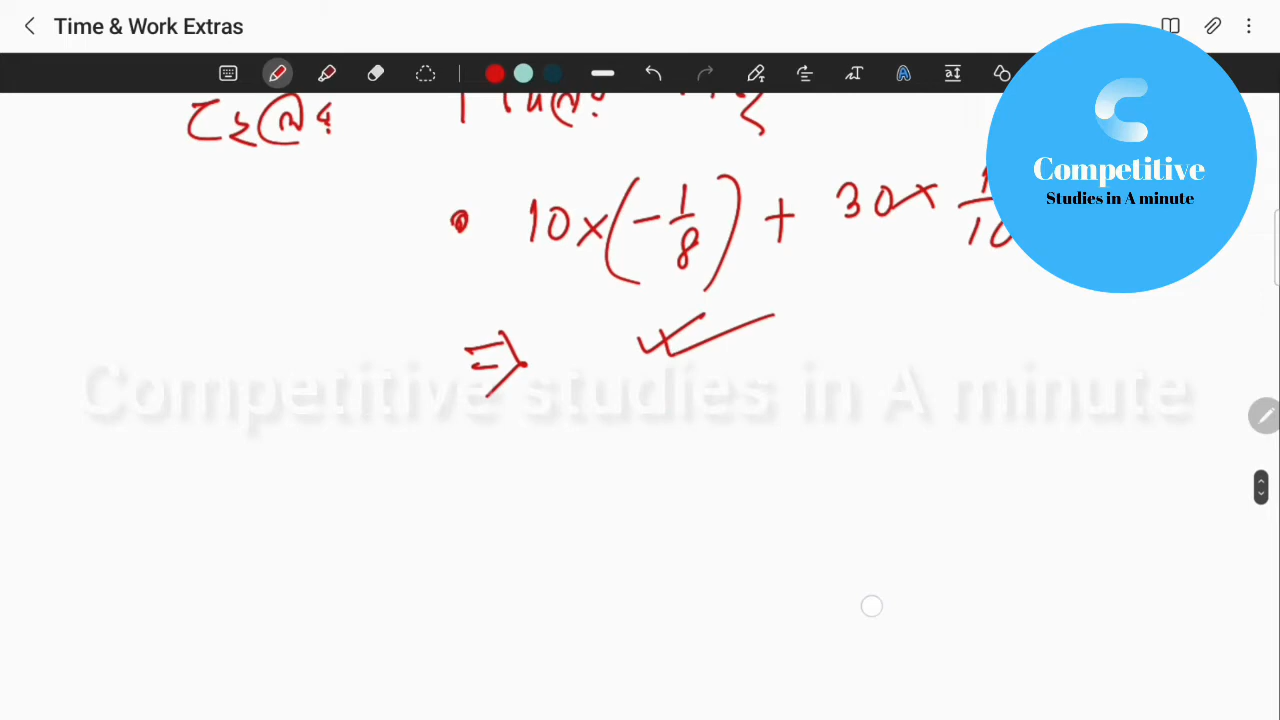 Time & Work Extras
Competitive
Studies in A minute
10×(-1/8) + 30×
⇒
Competitive studies in A minute